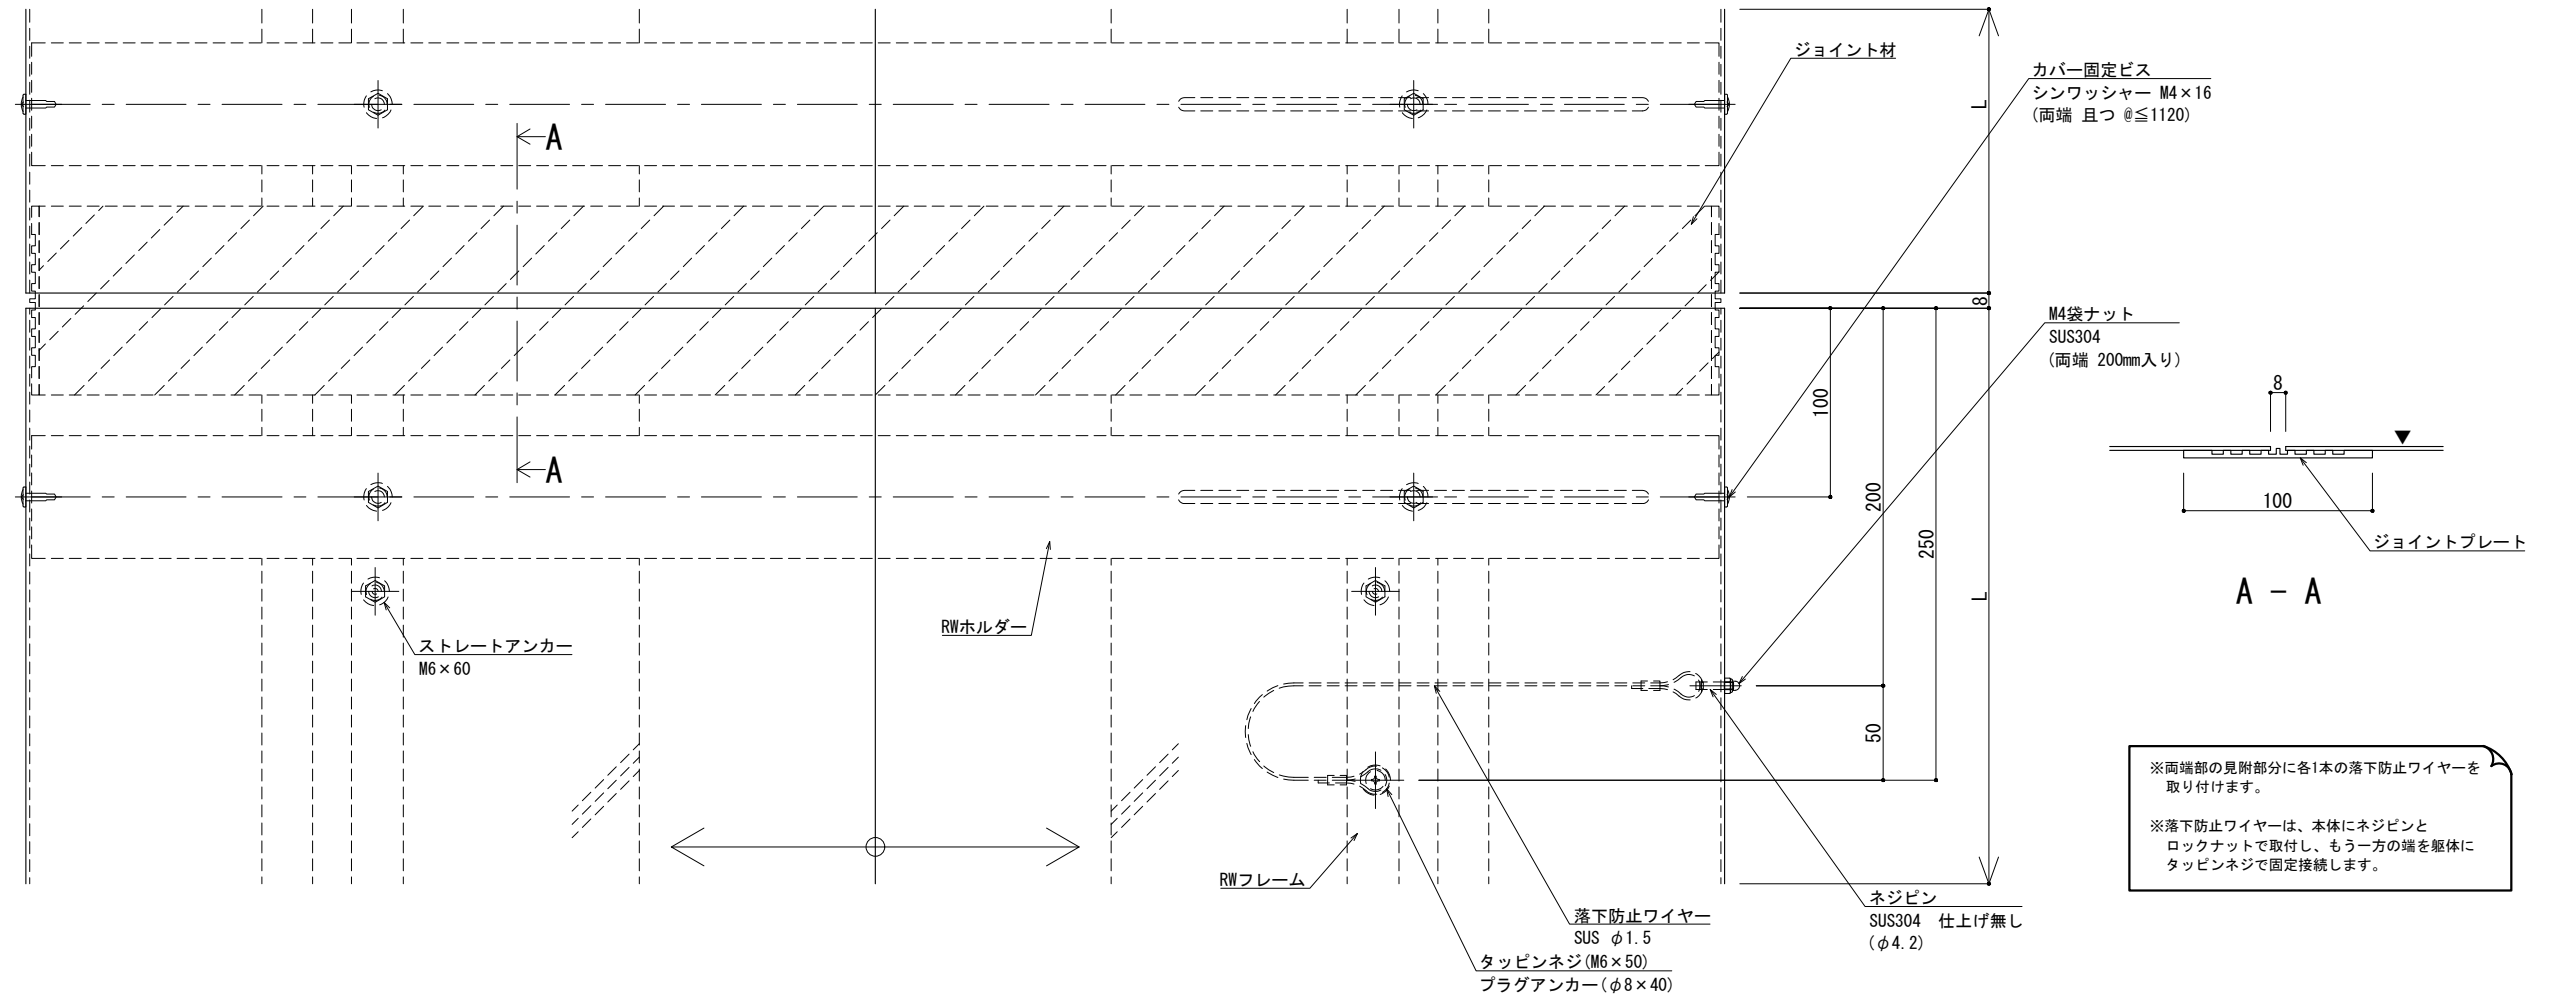 ジョイント材
カバー固定ビス
シンワッシャー M4×16
(両端 且つ @≦1120)
L
A
A
8
M4袋ナット
SUS304
(両端 200mm入り)
100
200
250
50
L
8
100
ジョイントプレート
A - A
RWホルダー
ストレートアンカー
M6×60
RWフレーム
落下防止ワイヤー
SUS φ1.5
タッピンネジ(M6×50)
プラグアンカー(φ8×40)
ネジピン
SUS304 仕上げ無し
(φ4.2)
※両端部の見附部分に各1本の落下防止ワイヤーを
取り付けます。
※落下防止ワイヤーは、本体にネジピンと
ロックナットで取付し、もう一方の端を躯体に
タッピンネジで固定接続します。